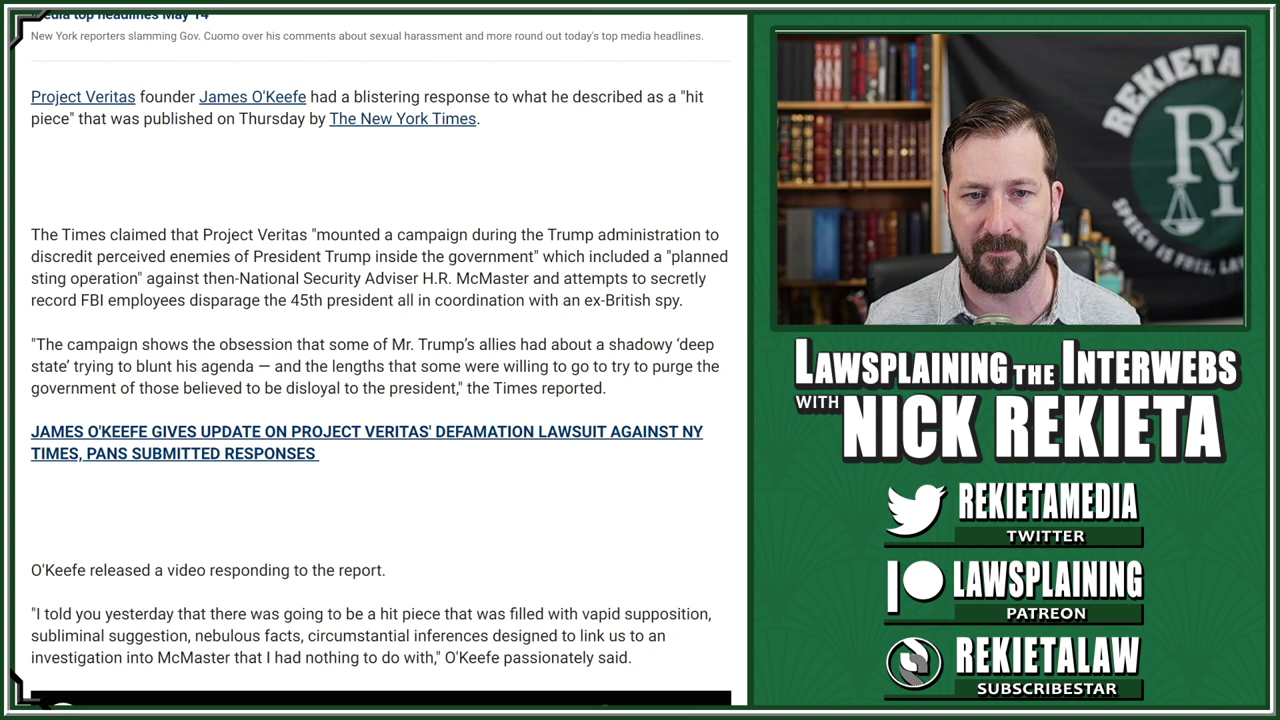 Media top headlines May 14
New York reporters slamming Gov. Cuomo over his comments about sexual harassment and more round out today's top media headlines.
Project Veritas founder James O'Keefe had a blistering response to what he described as a "hit
piece" that was published on Thursday by The New York Times.
The Times claimed that Project Veritas "mounted a campaign during the Trump administration to
discredit perceived enemies of President Trump inside the government" which included a "planned
sting operation" against then-National Security Adviser H.R. McMaster and attempts to secretly
record FBI employees disparage the 45th president all in coordination with an ex-British spy.
"The campaign shows the obsession that some of Mr. Trump’s allies had about a shadowy ‘deep
state’ trying to blunt his agenda — and the lengths that some were willing to go to try to purge the
government of those believed to be disloyal to the president," the Times reported.
JAMES O'KEEFE GIVES UPDATE ON PROJECT VERITAS' DEFAMATION LAWSUIT AGAINST NY
TIMES, PANS SUBMITTED RESPONSES
O'Keefe released a video responding to the report.
"I told you yesterday that there was going to be a hit piece that was filled with vapid supposition,
subliminal suggestion, nebulous facts, circumstantial inferences designed to link us to an
investigation into McMaster that I had nothing to do with," O'Keefe passionately said.
REKIETA
R
SPEECH IS FREE, LA
LAWSPLAINING THE INTERWEBS
WITH NICK REKIETA
REKIETAMEDIA
TWITTER
LAWSPLAINING
PATREON
REKIETALAW
SUBSCRIBESTAR